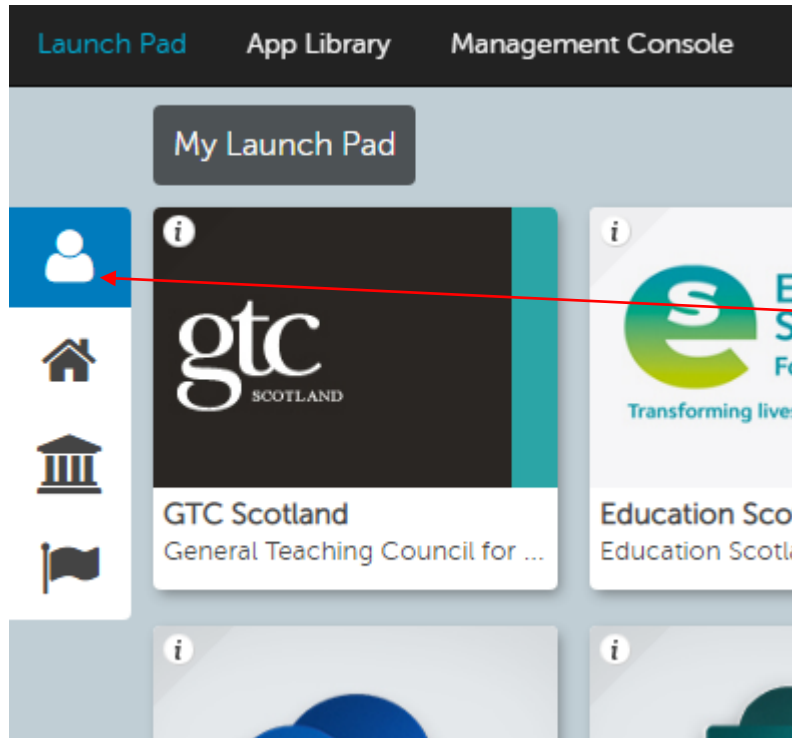 Launch Pad App Library Management Console
My Launch Pad
gtc
SCOTLAND
Transforming lives
GTC Scotland
General Teaching Council for ...
Education Sco
Education Scotla